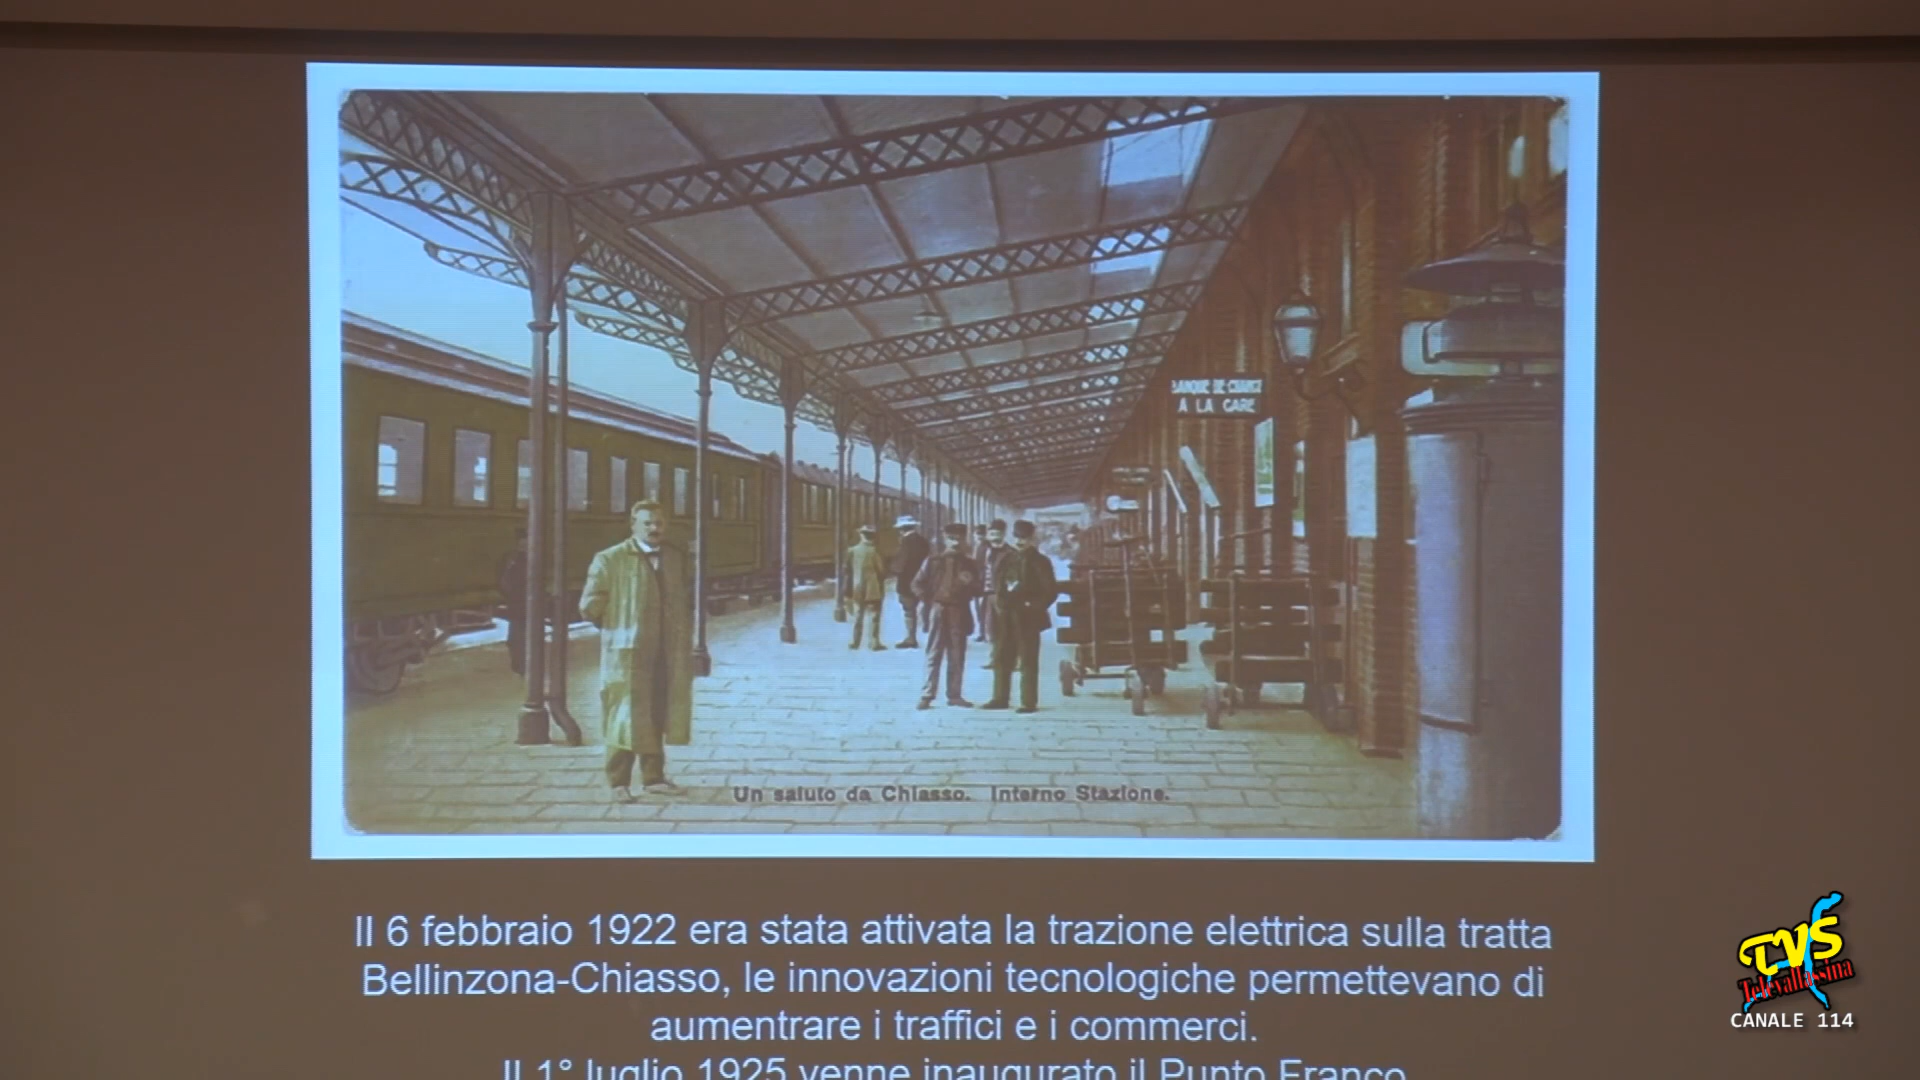 BANQUE DE CHANGE
A LA GARE
Un saluto da Chiasso. Interno Stazione.
Il 6 febbraio 1922 era stata attivata la trazione elettrica sulla tratta
Bellinzona-Chiasso, le innovazioni tecnologiche permettevano di
aumentrare i traffici e i commerci.
Il 1° luglio 1925 venne inaugurato il Punto Franco
TVS
Televallassina
CANALE 114